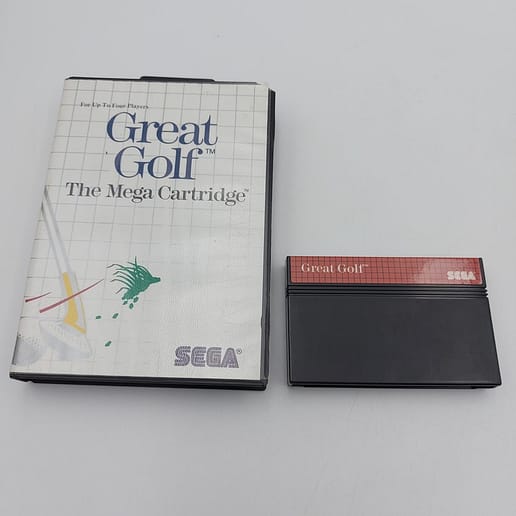 For Up To Four Players
Great
Golf™
The Mega Cartridge™
SEGA®
Great Golf™
SEGA